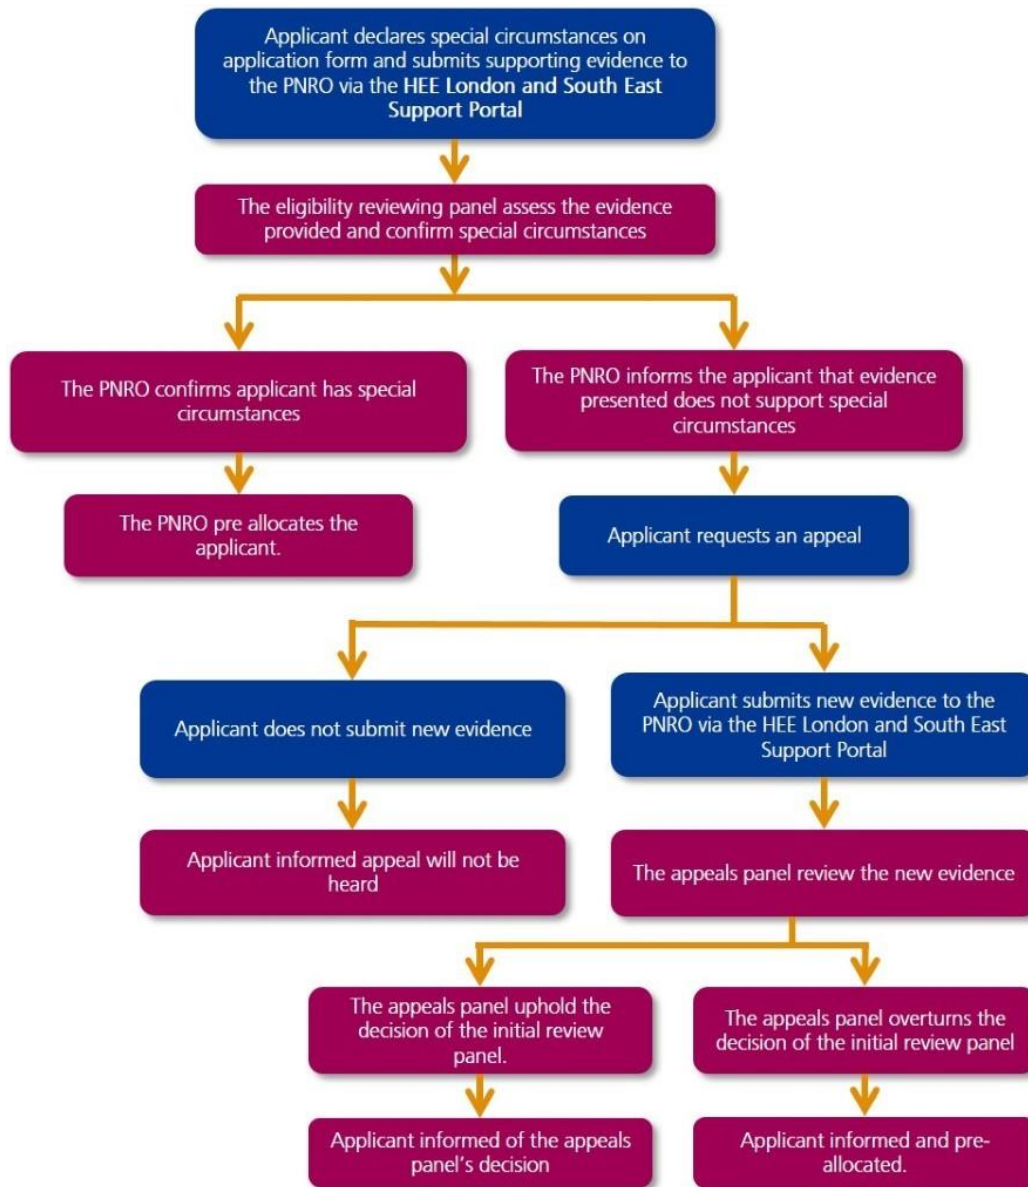 Applicant declares special circumstances on
application form and submits supporting evidence to
the PNRO via the HEE London and South East
Support Portal
The eligibility reviewing panel assess the evidence
provided and confirm special circumstances
The PNRO confirms applicant has special
circumstances
The PNRO informs the applicant that evidence
presented does not support special
circumstances
The PNRO pre allocates the
applicant.
Applicant requests an appeal
Applicant does not submit new evidence
Applicant submits new evidence to the
PNRO via the HEE London and South East
Support Portal
Applicant informed appeal will not be
heard
The appeals panel review the new evidence
The appeals panel uphold the
decision of the initial review
panel.
The appeals panel overturns the
decision of the initial review panel
Applicant informed of the appeals
panel's decision
Applicant informed and pre-
allocated.